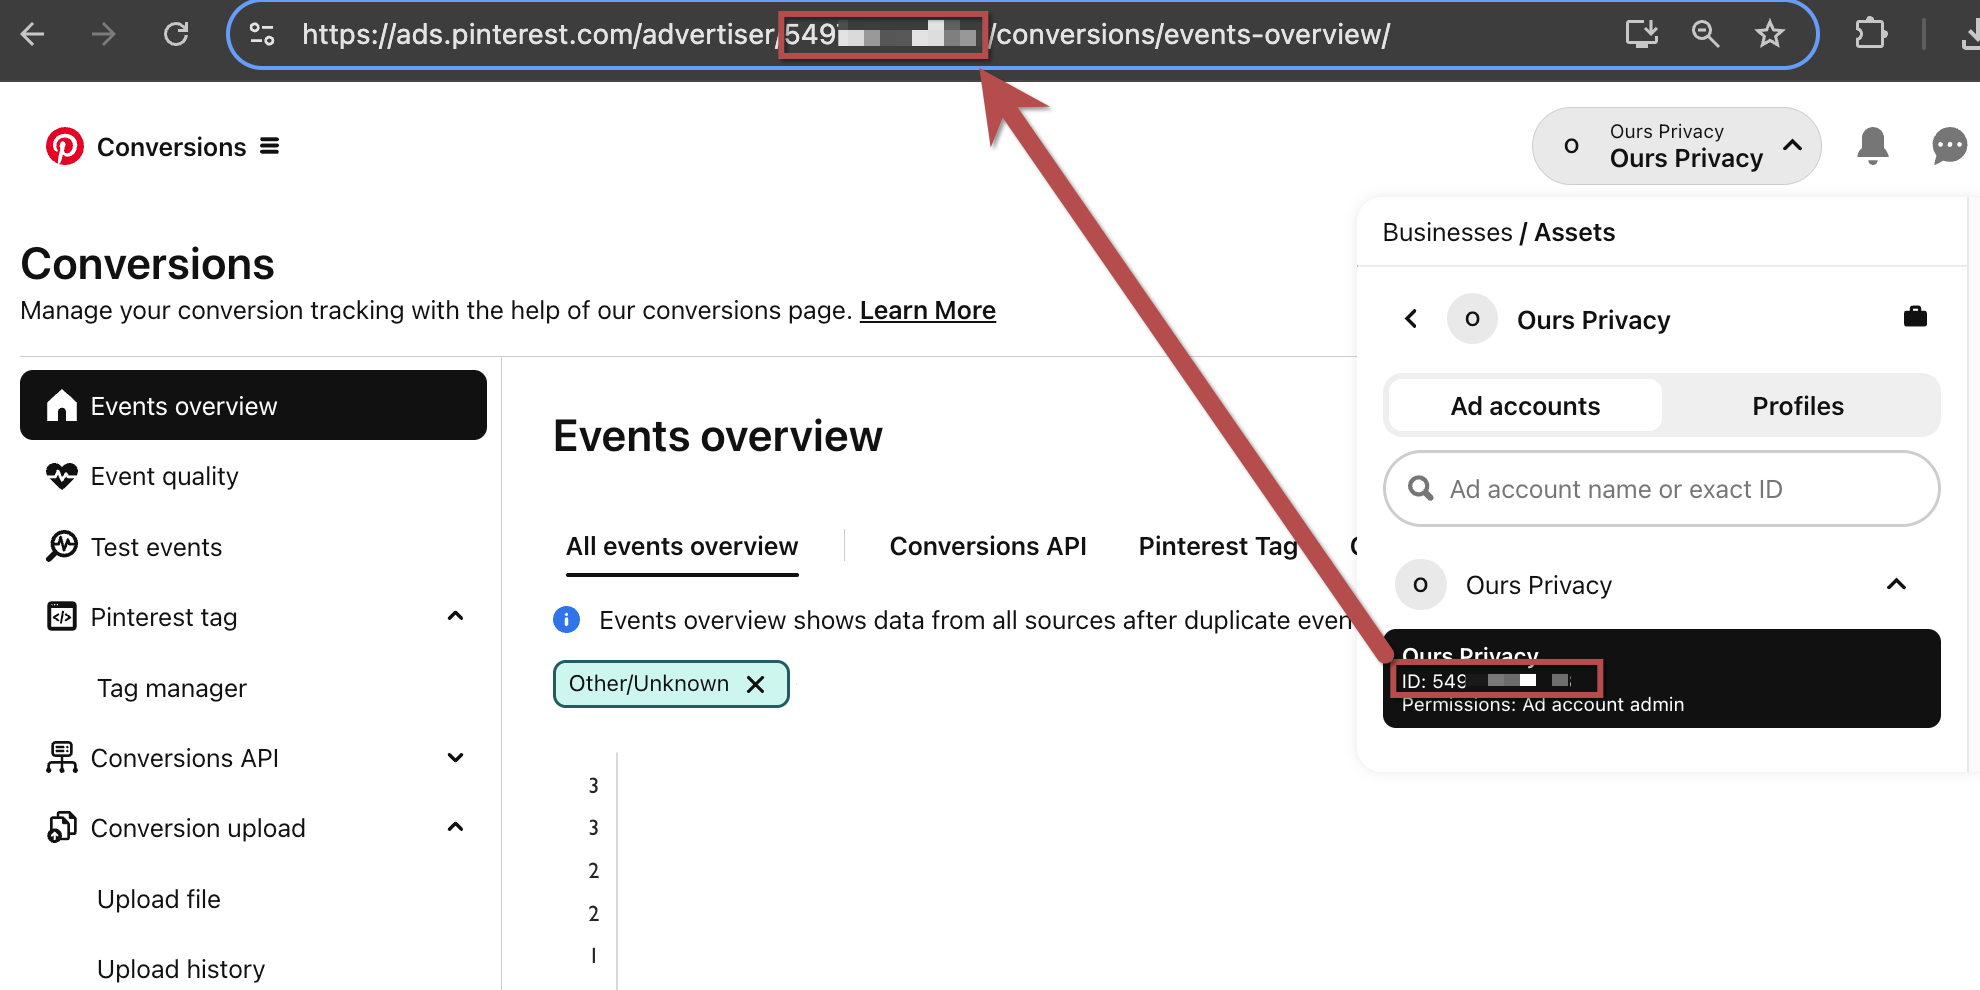 https://ads.pinterest.com/advertiser/549 /conversions/events-overview/
Conversions
O
Ours Privacy
Ours Privacy
Businesses / Assets
O Ours Privacy
Ad accounts Profiles
Ad account name or exact ID
O Ours Privacy
Ours Privacy
ID: 549
Permissions: Ad account admin
Conversions
Manage your conversion tracking with the help of our conversions page. Learn More
Events overview
Event quality
Test events
Pinterest tag
Tag manager
Conversions API
Conversion upload
Upload file
Upload history
Events overview
All events overview Conversions API Pinterest Tag
Events overview shows data from all sources after duplicate even
Other/Unknown
3
3
2
2
1